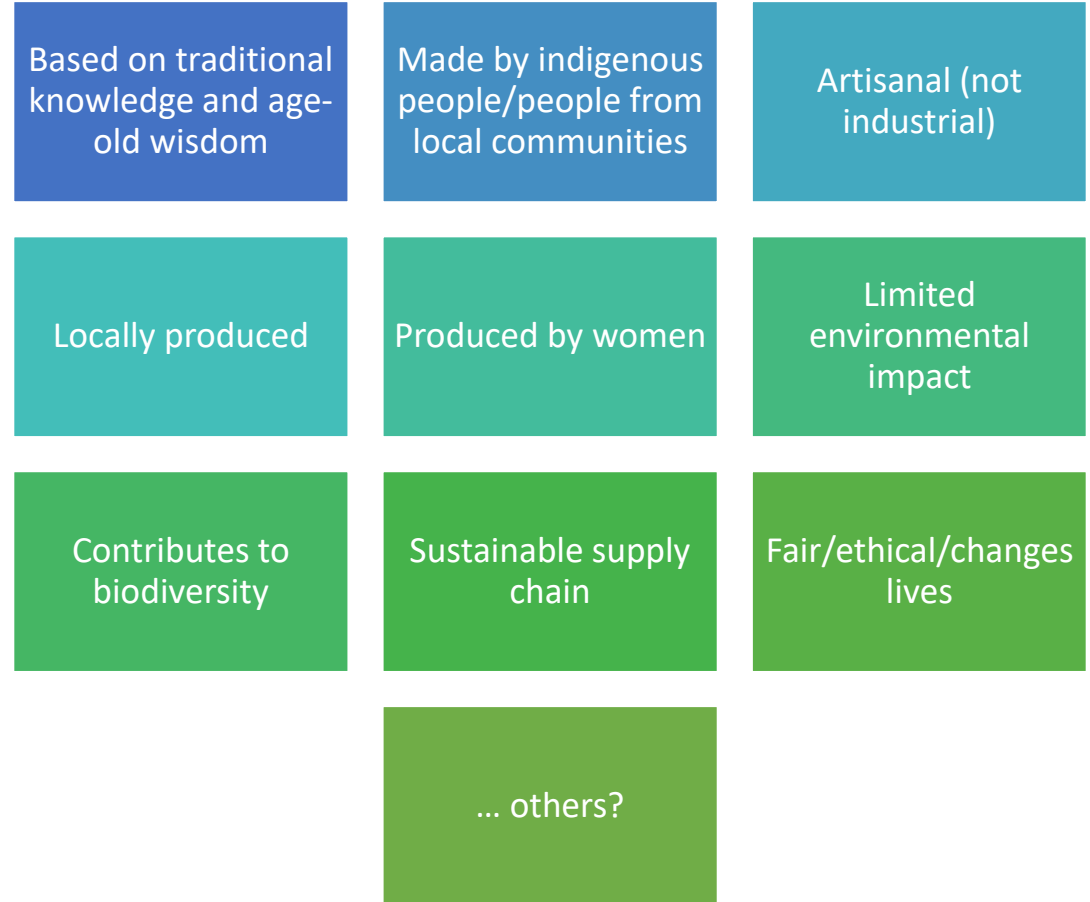 Based on traditional
knowledge and age-
old wisdom
Made by indigenous
people/people from
local communities
Artisanal (not
industrial)
Locally produced
Produced by women
Limited
environmental
impact
Contributes to
biodiversity
Sustainable supply
chain
Fair/ethical/changes
lives
... others?